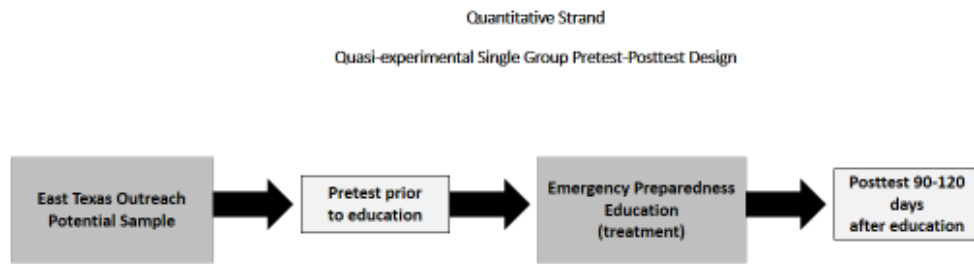 Quantitative Strand
Quasi-experimental Single Group Pretest-Posttest Design
East Texas Outreach
Potential Sample
Pretest prior
to education
Emergency Preparedness
Education
(treatment)
Posttest 90-120
days
after education